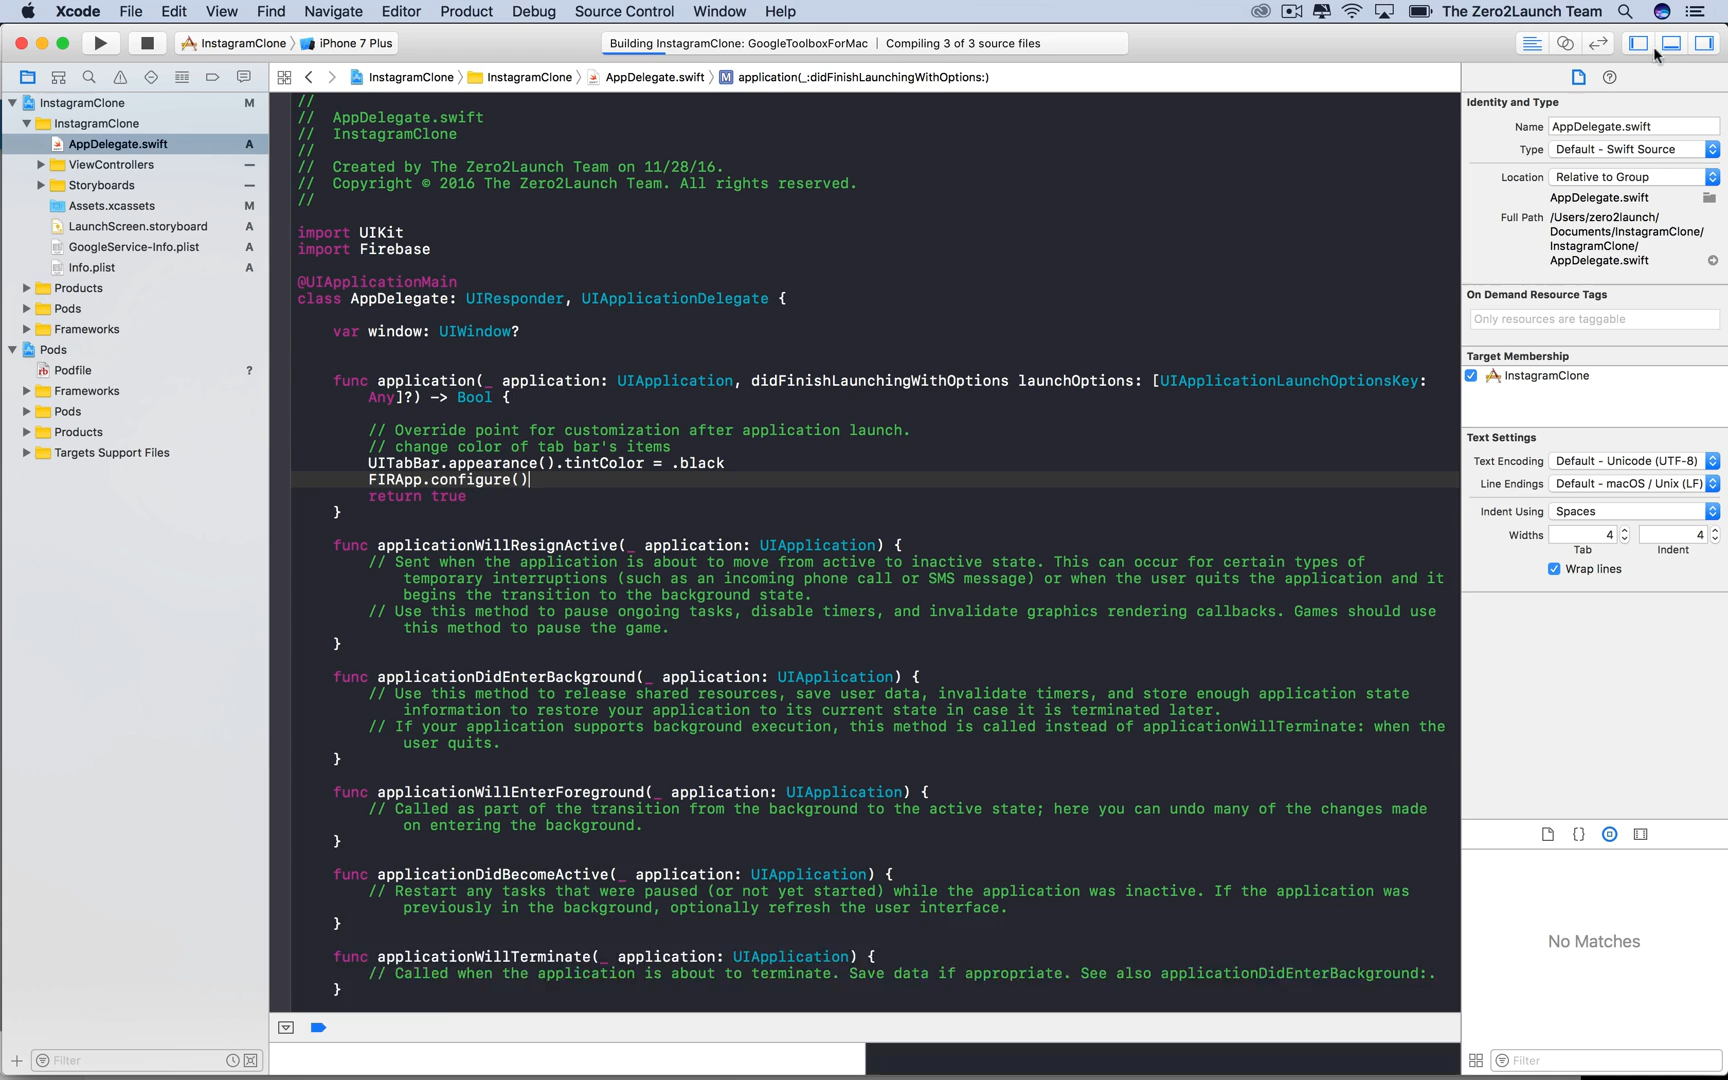 Xcode File Edit View Find Navigate Editor Product Debug Source Control Window Help The Zero2Launch Team
InstagramClone iPhone 7 Plus Building InstagramClone: GoogleToolboxForMac | Compiling 3 of 3 source files
InstagramClone InstagramClone AppDelegate.swift M application(_:didFinishLaunchingWithOptions:)
InstagramClone M
InstagramClone
AppDelegate.swift A
ViewControllers —
Storyboards —
Assets.xcassets M
LaunchScreen.storyboard A
GoogleService-Info.plist A
Info.plist A
Products
Pods
Frameworks
Pods
Podfile ?
Frameworks
Pods
Products
Targets Support Files
Filter
//
// AppDelegate.swift
// InstagramClone
//
// Created by The Zero2Launch Team on 11/28/16.
// Copyright © 2016 The Zero2Launch Team. All rights reserved.
//
import UIKit
import Firebase
@UIApplicationMain
class AppDelegate: UIResponder, UIApplicationDelegate {
var window: UIWindow?
func application(_ application: UIApplication, didFinishLaunchingWithOptions launchOptions: [UIApplicationLaunchOptionsKey:
Any]?) -> Bool {
// Override point for customization after application launch.
// change color of tab bar's items
UITabBar.appearance().tintColor = .black
FIRApp.configure()
return true
}
func applicationWillResignActive(_ application: UIApplication) {
// Sent when the application is about to move from active to inactive state. This can occur for certain types of
temporary interruptions (such as an incoming phone call or SMS message) or when the user quits the application and it
begins the transition to the background state.
// Use this method to pause ongoing tasks, disable timers, and invalidate graphics rendering callbacks. Games should use
this method to pause the game.
}
func applicationDidEnterBackground(_ application: UIApplication) {
// Use this method to release shared resources, save user data, invalidate timers, and store enough application state
information to restore your application to its current state in case it is terminated later.
// If your application supports background execution, this method is called instead of applicationWillTerminate: when the
user quits.
}
func applicationWillEnterForeground(_ application: UIApplication) {
// Called as part of the transition from the background to the active state; here you can undo many of the changes made
on entering the background.
}
func applicationDidBecomeActive(_ application: UIApplication) {
// Restart any tasks that were paused (or not yet started) while the application was inactive. If the application was
previously in the background, optionally refresh the user interface.
}
func applicationWillTerminate(_ application: UIApplication) {
// Called when the application is about to terminate. Save data if appropriate. See also applicationDidEnterBackground:.
}
Identity and Type
Name AppDelegate.swift
Type Default - Swift Source
Location Relative to Group
AppDelegate.swift
Full Path /Users/zero2launch/
Documents/InstagramClone/
InstagramClone/
AppDelegate.swift
On Demand Resource Tags
Only resources are taggable
Target Membership
InstagramClone
Text Settings
Text Encoding Default - Unicode (UTF-8)
Line Endings Default - macOS / Unix (LF)
Indent Using Spaces
Widths 4 4
Tab Indent
Wrap lines
{}
No Matches
Filter